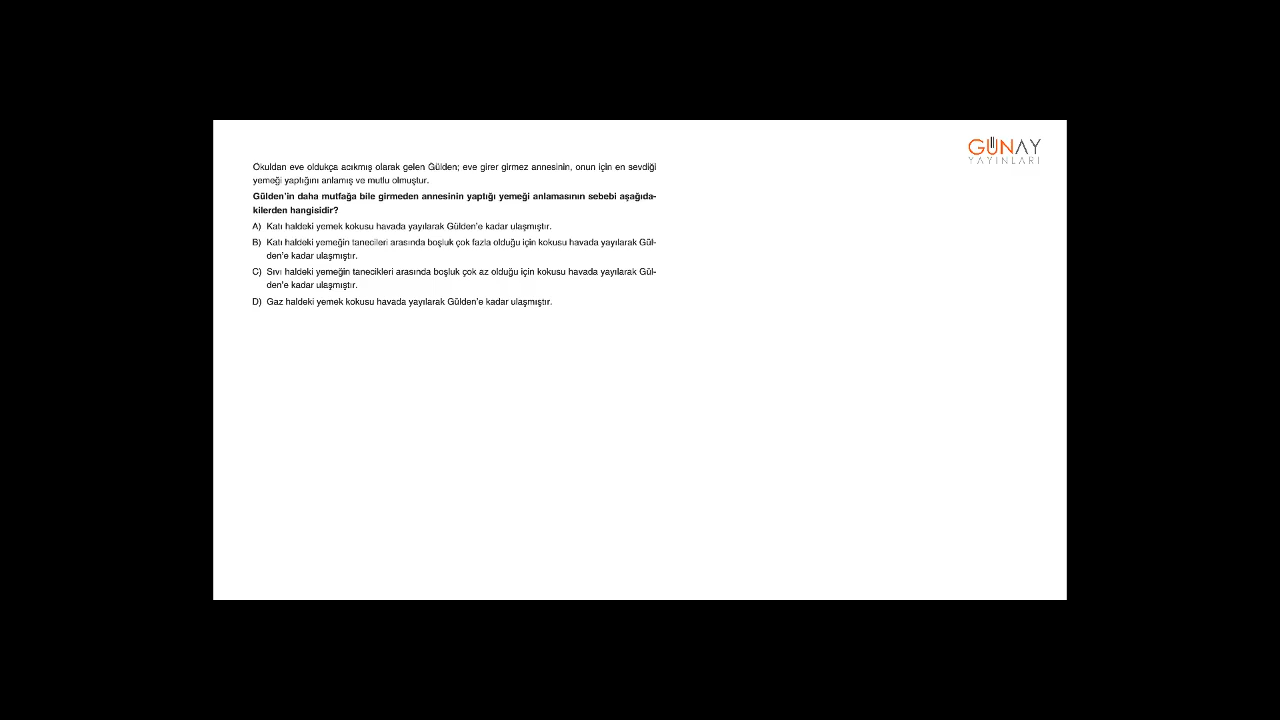 GÜNAY
YAYINLARI
Okuldan eve oldukça acıkmış olarak gelen Gülden; eve girer girmez annesinin, onun için en sevdiği
yemeği yaptığını anlamış ve mutlu olmuştur.
Gülden'in daha mutfağa bile girmeden annesinin yaptığı yemeği anlamasının sebebi aşağıda-
kilerden hangisidir?
A) Katı haldeki yemek kokusu havada yayılarak Gülden'e kadar ulaşmıştır.
B) Katı haldeki yemeğin tanecileri arasında boşluk çok fazla olduğu için kokusu havada yayılarak Gül-
den'e kadar ulaşmıştır.
C) Sıvı haldeki yemeğin tanecikleri arasında boşluk çok az olduğu için kokusu havada yayılarak Gül-
den'e kadar ulaşmıştır.
D) Gaz haldeki yemek kokusu havada yayılarak Gülden'e kadar ulaşmıştır.